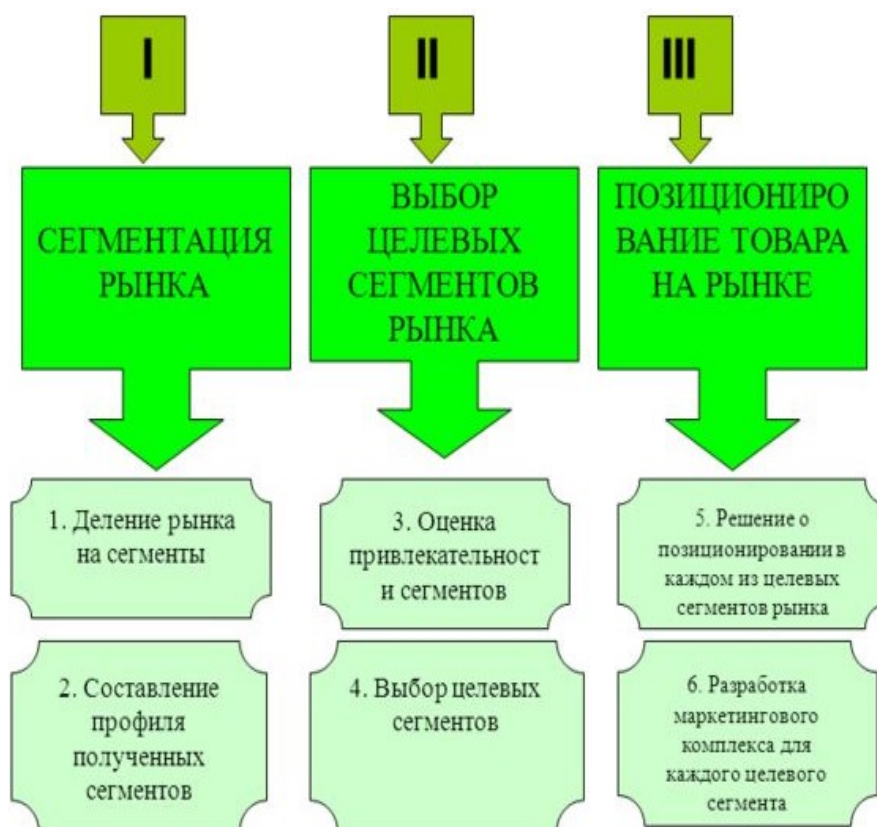 I
II
III
СЕГМЕНТАЦИЯ
РЫНКА
ВЫБОР
ЦЕЛЕВЫХ
СЕГМЕНТОВ
РЫНКА
ПОЗИЦИОНИРО
ВАНИЕ ТОВАРА
НА РЫНКЕ
1. Деление рынка
на сегменты
3. Оценка
привлекательност
и сегментов
5. Решение о
позиционировании в
каждом из целевых
сегментов рынка
2. Составление
профиля
полученных
сегментов
4. Выбор целевых
сегментов
6. Разработка
маркетингового
комплекса для
каждого целевого
сегмента